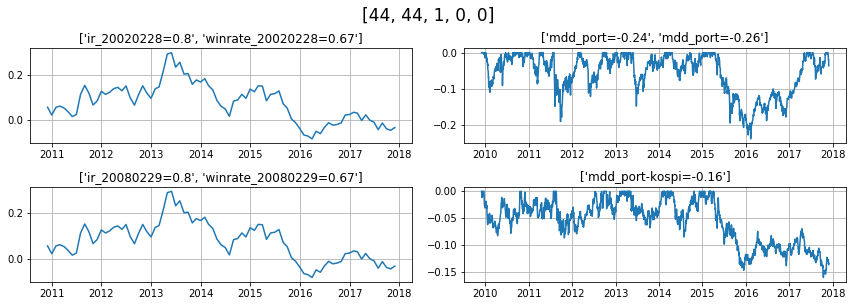 [44, 44, 1, 0, 0]
['ir_20020228=0.8', 'winrate_20020228=0.67']
0.2
0.0
2011 2012 2013 2014 2015 2016 2017 2018
['mdd_port=-0.24', 'mdd_port=-0.26']
0.0
−0.1
−0.2
2010 2011 2012 2013 2014 2015 2016 2017 2018
['ir_20080229=0.8', 'winrate_20080229=0.67']
0.2
0.0
2011 2012 2013 2014 2015 2016 2017 2018
['mdd_port-kospi=-0.16']
0.00
−0.05
−0.10
−0.15
2010 2011 2012 2013 2014 2015 2016 2017 2018